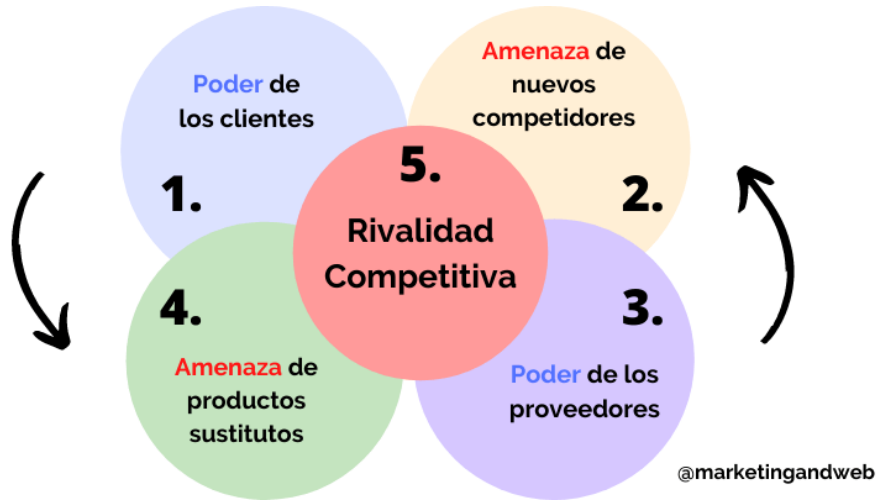 Poder de
los clientes
1.
Amenaza de
nuevos
competidores
2.
5.
Rivalidad
Competitiva
4.
Amenaza de
productos
sustitutos
3.
Poder de los
proveedores
@marketingandweb